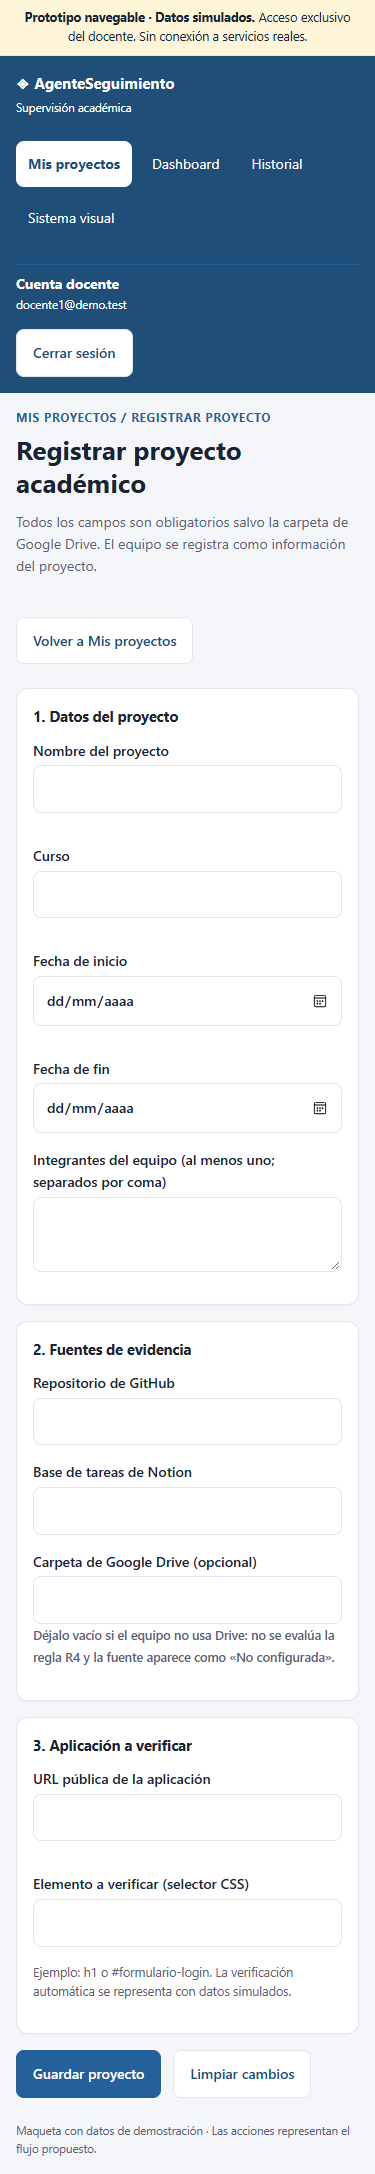 Prototipo navegable · Datos simulados. Acceso exclusivo
del docente. Sin conexión a servicios reales.
❖ AgenteSeguimiento
Supervisión académica
Mis proyectos
Dashboard
Historial
Sistema visual
Cuenta docente
docente1@demo.test
Cerrar sesión
MIS PROYECTOS / REGISTRAR PROYECTO
Registrar proyecto
académico
Todos los campos son obligatorios salvo la carpeta de
Google Drive. El equipo se registra como información
del proyecto.
Volver a Mis proyectos
1. Datos del proyecto
Nombre del proyecto
Curso
Fecha de inicio
dd/mm/aaaa
Fecha de fin
dd/mm/aaaa
Integrantes del equipo (al menos uno;
separados por coma)
2. Fuentes de evidencia
Repositorio de GitHub
Base de tareas de Notion
Carpeta de Google Drive (opcional)
Déjalo vacío si el equipo no usa Drive: no se evalúa la
regla R4 y la fuente aparece como «No configurada».
3. Aplicación a verificar
URL pública de la aplicación
Elemento a verificar (selector CSS)
Ejemplo: h1 o #formulario-login. La verificación
automática se representa con datos simulados.
Guardar proyecto
Limpiar cambios
Maqueta con datos de demostración · Las acciones representan el
flujo propuesto.